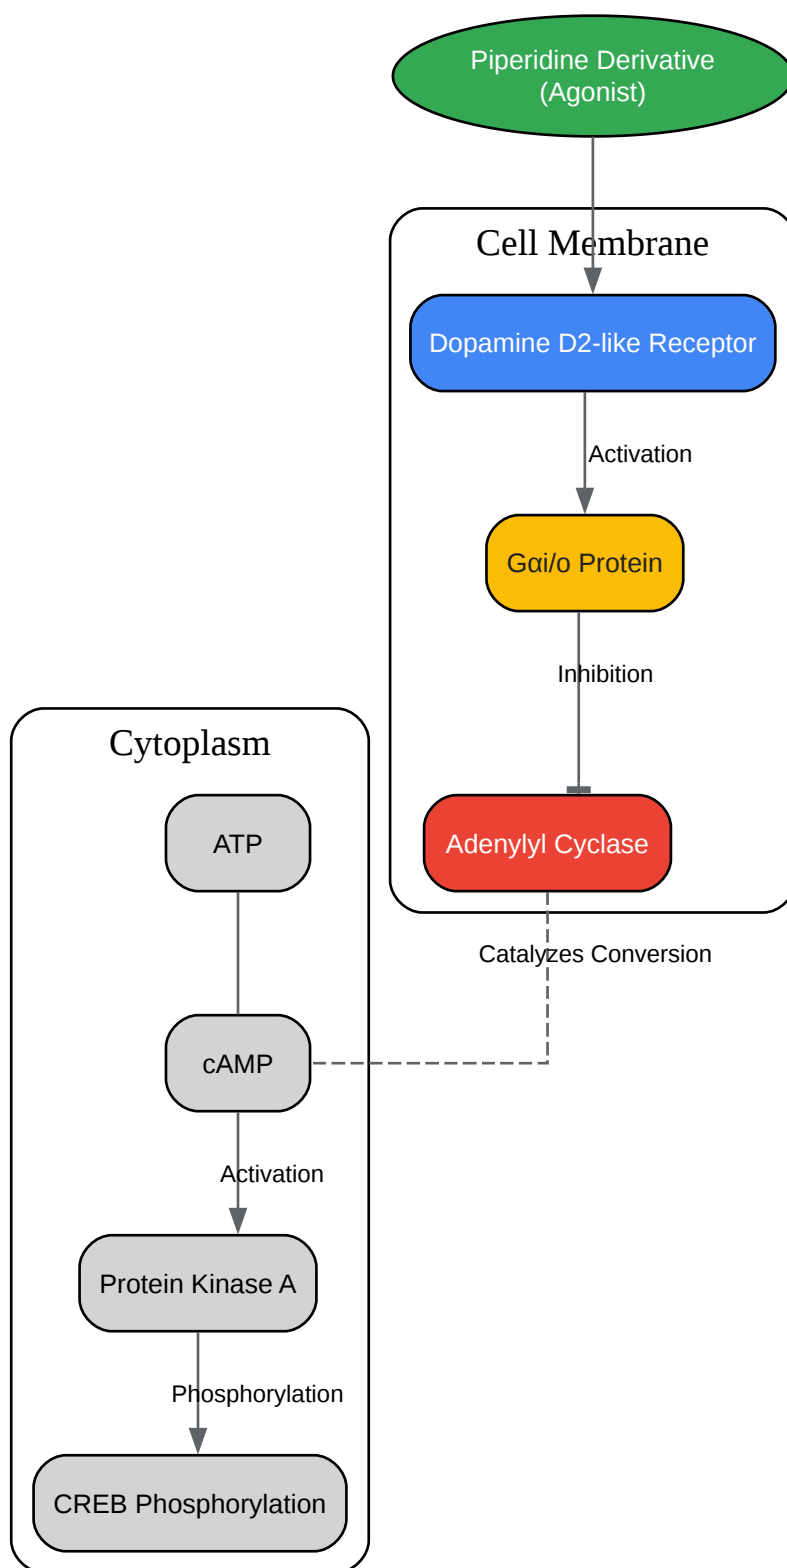 Piperidine Derivative
(Agonist)
Cell Membrane
Dopamine D2-like Receptor
Activation
Gαi/o Protein
Inhibition
Adenylyl Cyclase
Catalyzes Conversion
Cytoplasm
ATP
cAMP
Activation
Protein Kinase A
Phosphorylation
CREB Phosphorylation